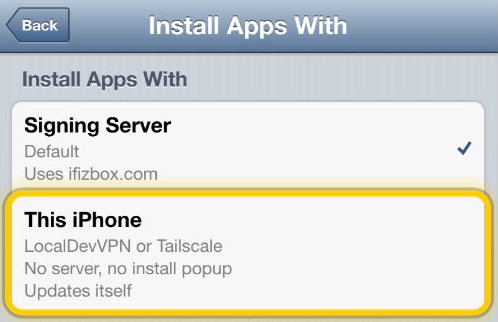 Back
Install Apps With
Install Apps With
Signing Server
Default
Uses ifizbox.com
This iPhone
LocalDevVPN or Tailscale
No server, no install popup
Updates itself